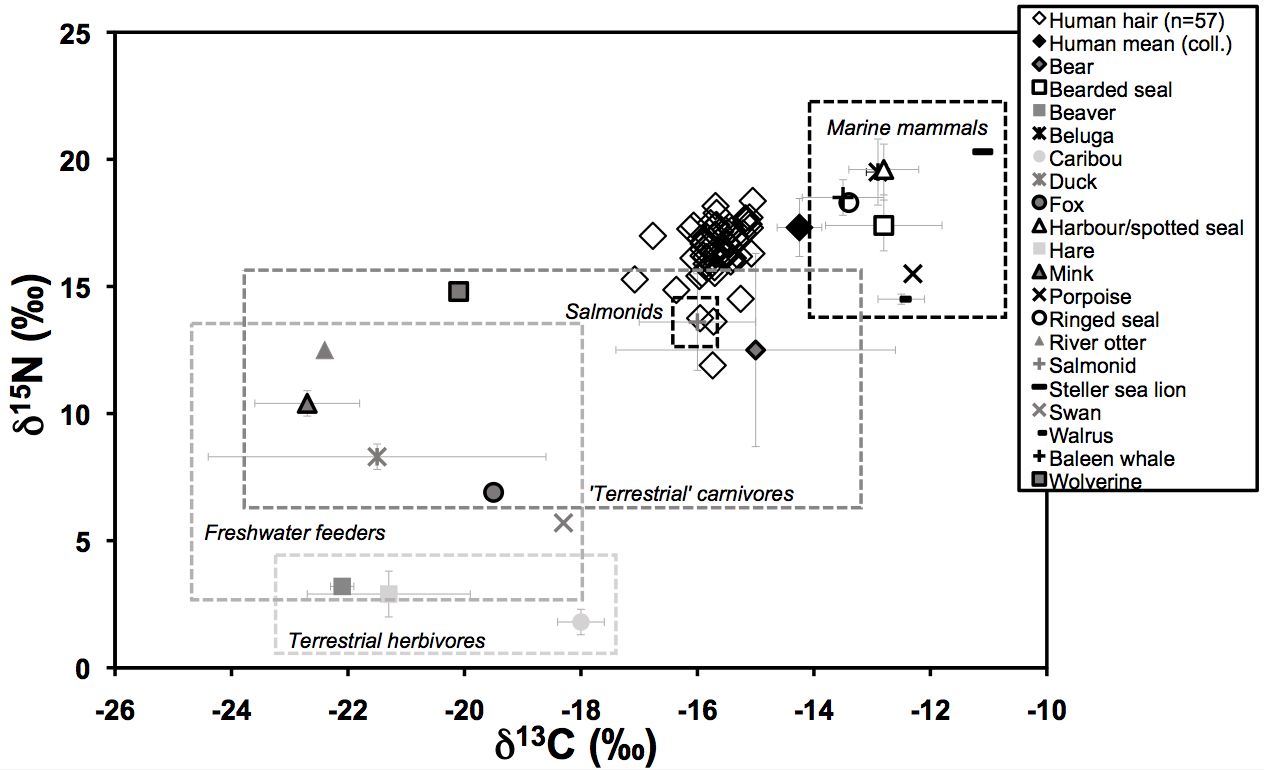 25
20
15
10
5
0
δ¹⁵N (‰)
-26
-24
-22
-20
-18
-16
-14
-12
-10
δ¹³C (‰)
Marine mammals
Salmonids
'Terrestrial' carnivores
Freshwater feeders
Terrestrial herbivores
Human hair (n=57)
Human mean (coll.)
Bear
Bearded seal
Beaver
Beluga
Caribou
Duck
Fox
Harbour/spotted seal
Hare
Mink
Porpoise
Ringed seal
River otter
Salmonid
Steller sea lion
Swan
Walrus
Baleen whale
Wolverine